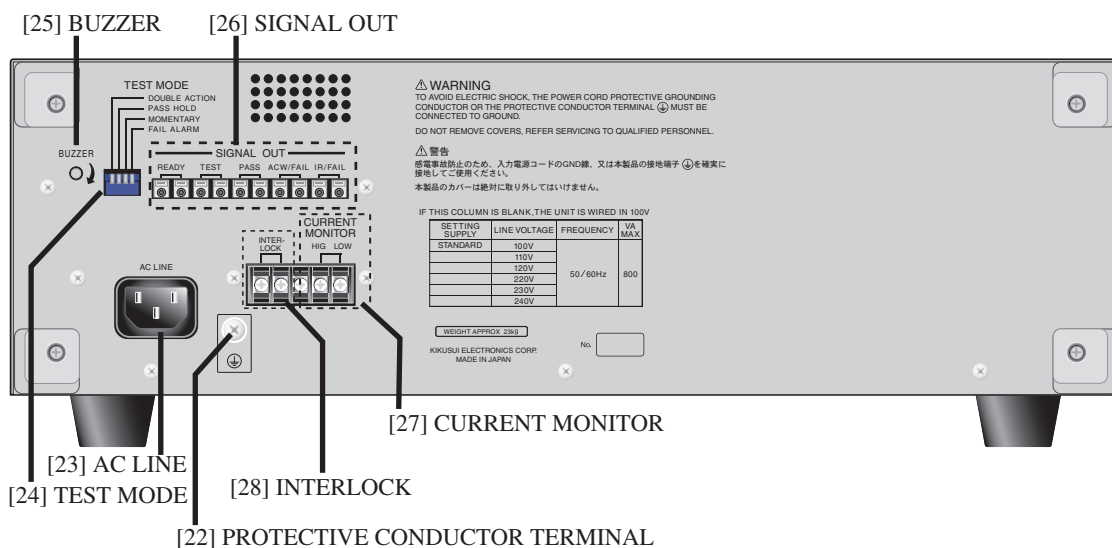 [25] BUZZER
[26] SIGNAL OUT
TEST MODE
DOUBLE ACTION
PASS HOLD
MOMENTARY
FAIL ALARM
BUZZER
SIGNAL OUT
READY TEST PASS ACW/FAIL IR/FAIL
CURRENT
MONITOR
HIG LOW
INTER-
LOCK
AC LINE
WARNING
TO AVOID ELECTRIC SHOCK, THE POWER CORD PROTECTIVE GROUNDING
CONDUCTOR OR THE PROTECTIVE CONDUCTOR TERMINAL MUST BE
CONNECTED TO GROUND.
DO NOT REMOVE COVERS, REFER SERVICING TO QUALIFIED PERSONNEL.
警告
感電事故防止のため、入力電源コードのGND線、又は本製品の接地端子 を確実に
接地してご使用ください。
本製品のカバーは絶対に取り外してはいけません。
IF THIS COLUMN IS BLANK,THE UNIT IS WIRED IN 100V
SETTING SUPPLY LINE VOLTAGE FREQUENCY VA MAX
STANDARD 100V
110V
120V
220V
230V
240V
50/60Hz 800
WEIGHT APPROX 23kg
KIKUSUI ELECTRONICS CORP.
MADE IN JAPAN
No.
[27] CURRENT MONITOR
[23] AC LINE
[28] INTERLOCK
[24] TEST MODE
[22] PROTECTIVE CONDUCTOR TERMINAL